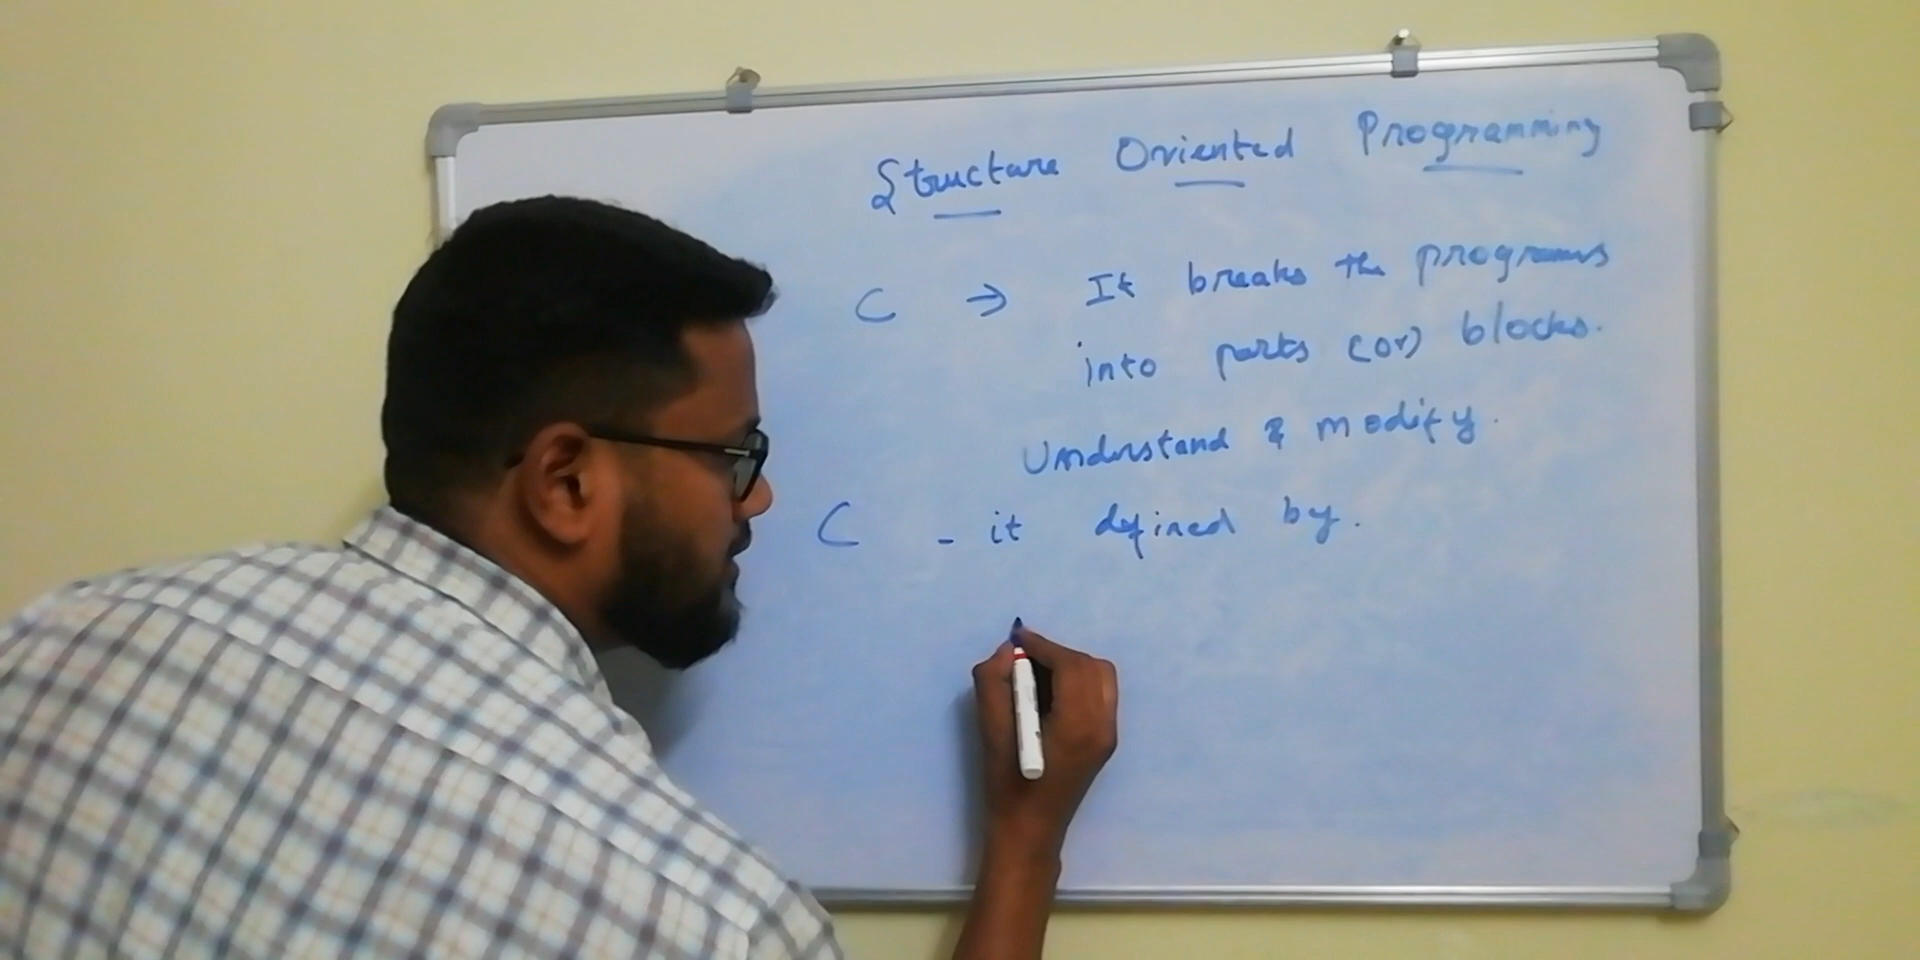 Structure Oriented Programming
C → It breaks the programs
into parts (or) blocks.
Understand & modify.
C - it defined by.